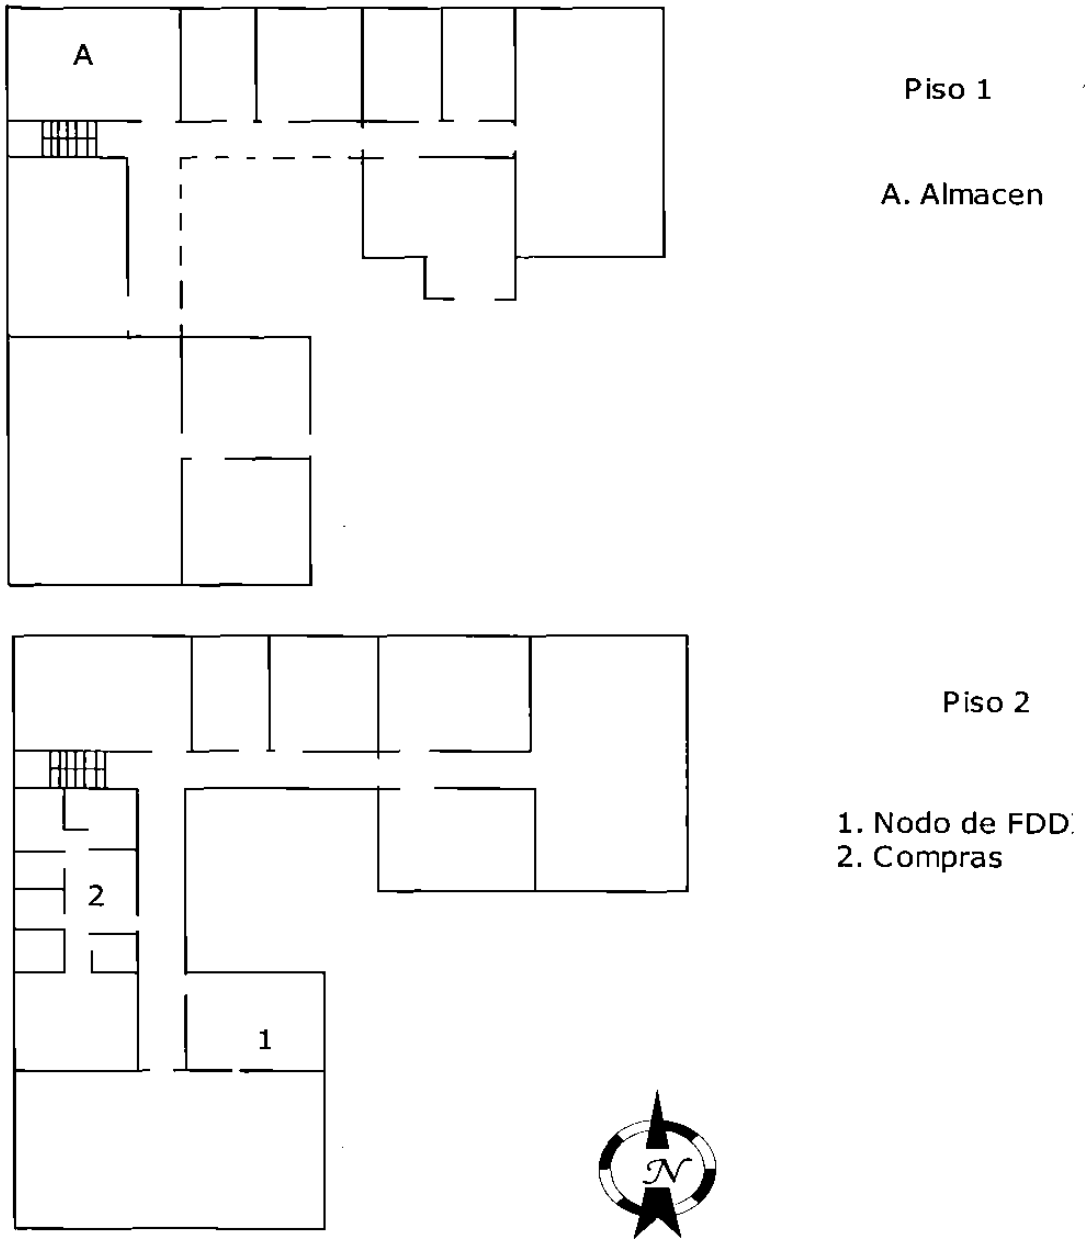 A
Piso 1
A. Almacen
Piso 2
1. Nodo de FDD
2. Compras
2
1
N